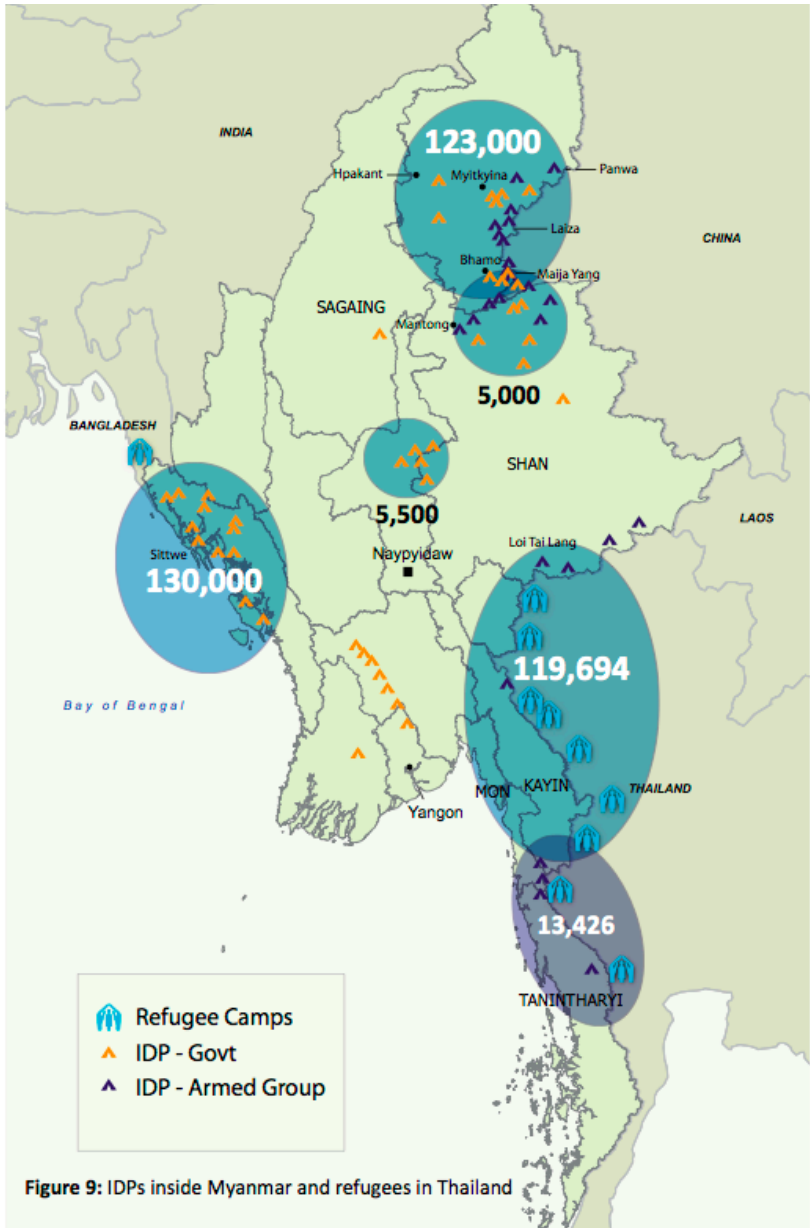 INDIA
123,000
Hpakant
Myitkyina
Panwa
Laiza
CHINA
Bhamo
Maija Yang
SAGAING
Mantong
5,000
BANGLADESH
SHAN
5,500
LAOS
Loi Tai Lang
Sittwe
Naypyidaw
130,000
119,694
Bay of Bengal
KAYIN
THAILAND
MON
Yangon
13,426
TANINTHARYI
Refugee Camps
IDP - Govt
IDP - Armed Group
Figure 9: IDPs inside Myanmar and refugees in Thailand